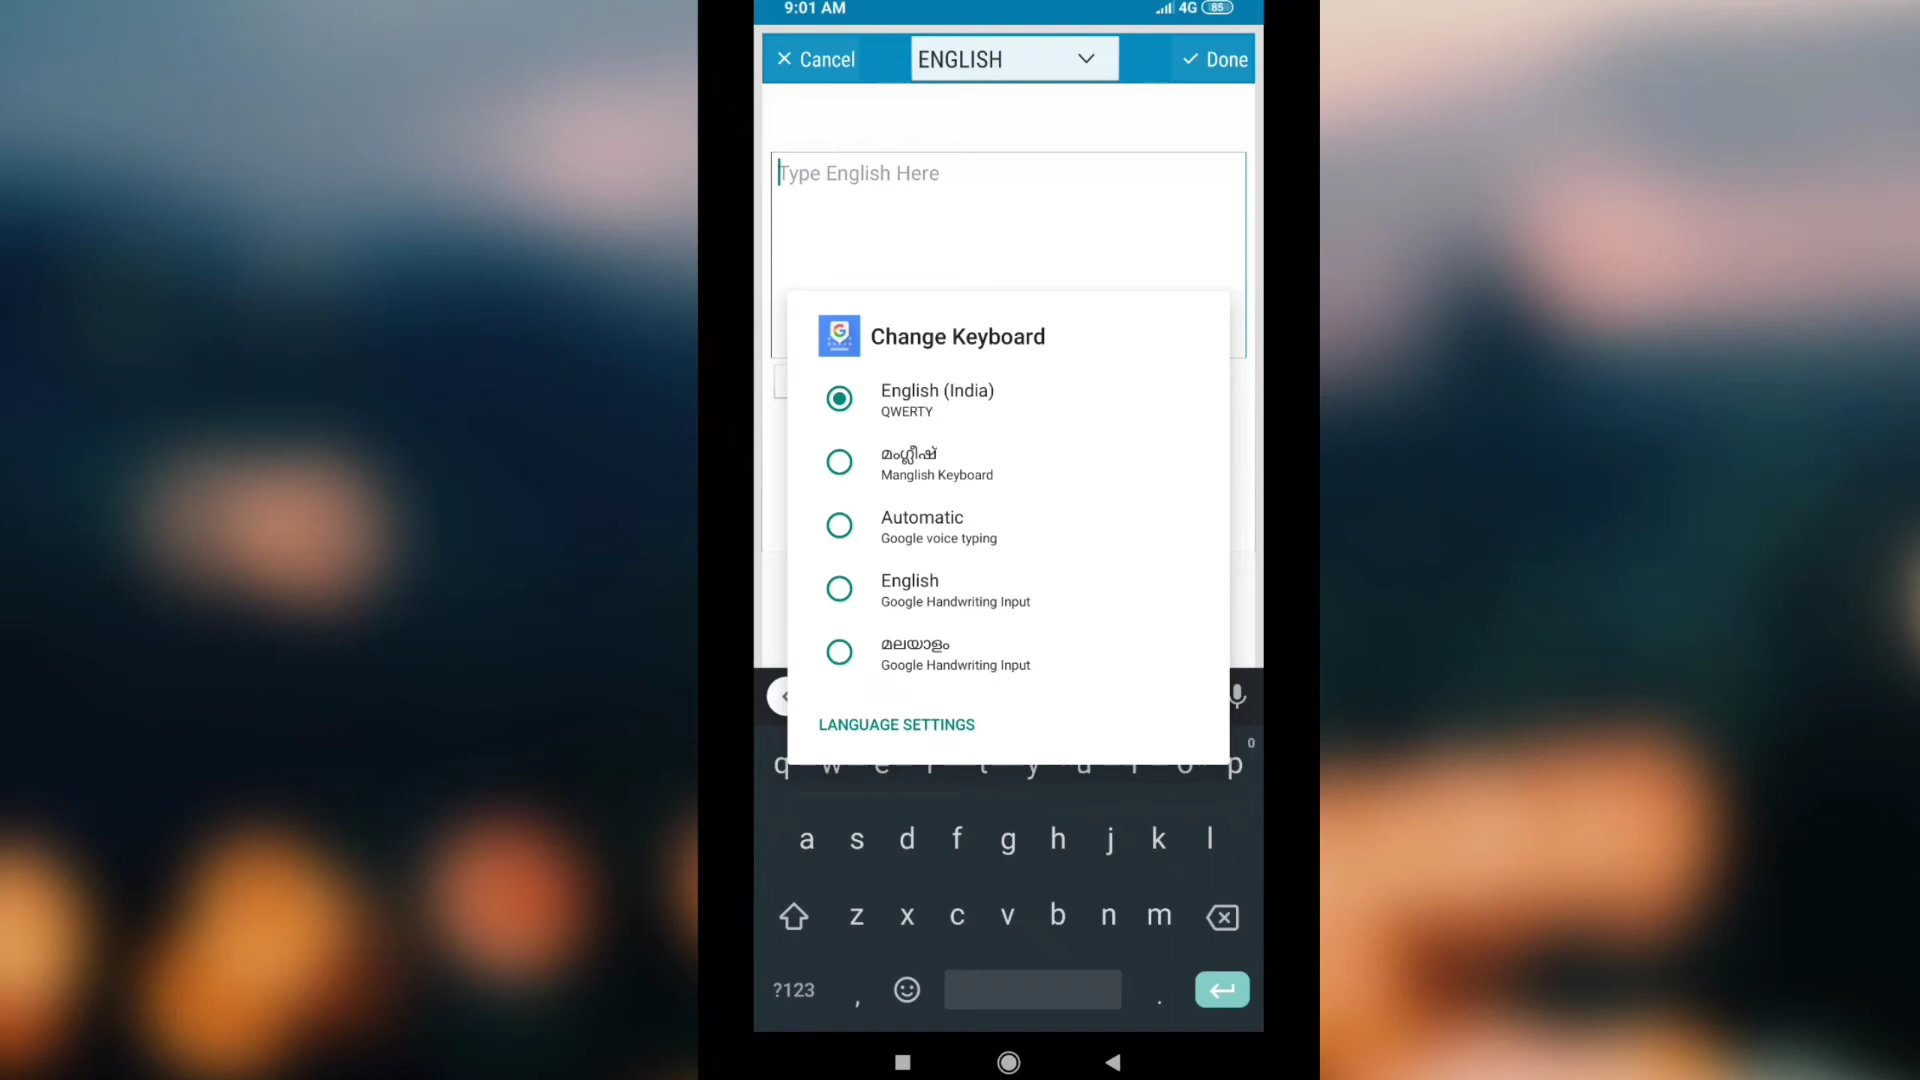 9:01 AM 4G 85
Cancel ENGLISH Done
Type English Here
Change Keyboard
English (India)
QWERTY
മംഗ്ലീഷ്
Manglish Keyboard
Automatic
Google voice typing
English
Google Handwriting Input
മലയാളം
Google Handwriting Input
LANGUAGE SETTINGS
0
q w e r t y u i o p
a s d f g h j k l
z x c v b n m
?123 , .